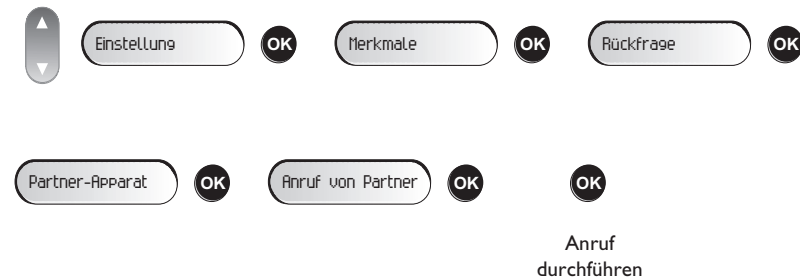 Einstellung OK Merkmale OK Rückfrage OK
Partner-Apparat OK Anruf von Partner OK OK
Anruf
durchführen